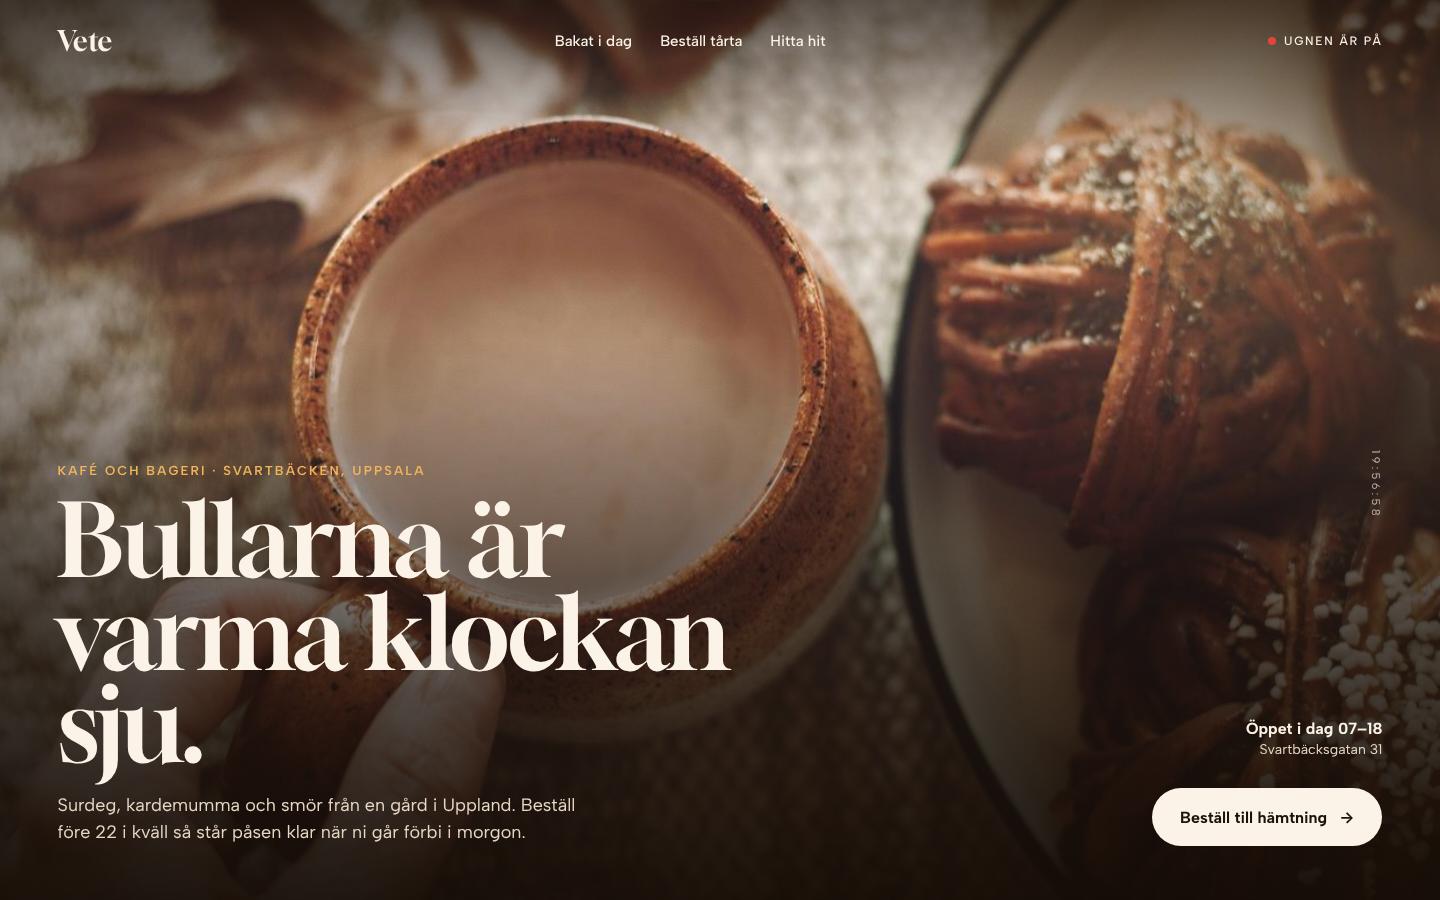 Vete
Bakat i dag
Beställ tårta
Hitta hit
UGNEN ÄR PÅ
KAFÉ OCH BAGERI · SVARTBÄCKEN, UPPSALA
Bullarna är
varma klockan
sju.
Surdeg, kardemumma och smör från en gård i Uppland. Beställ
före 22 i kväll så står påsen klar när ni går förbi i morgon.
19:56:58
Öppet i dag 07–18
Svartbäcksgatan 31
Beställ till hämtning →